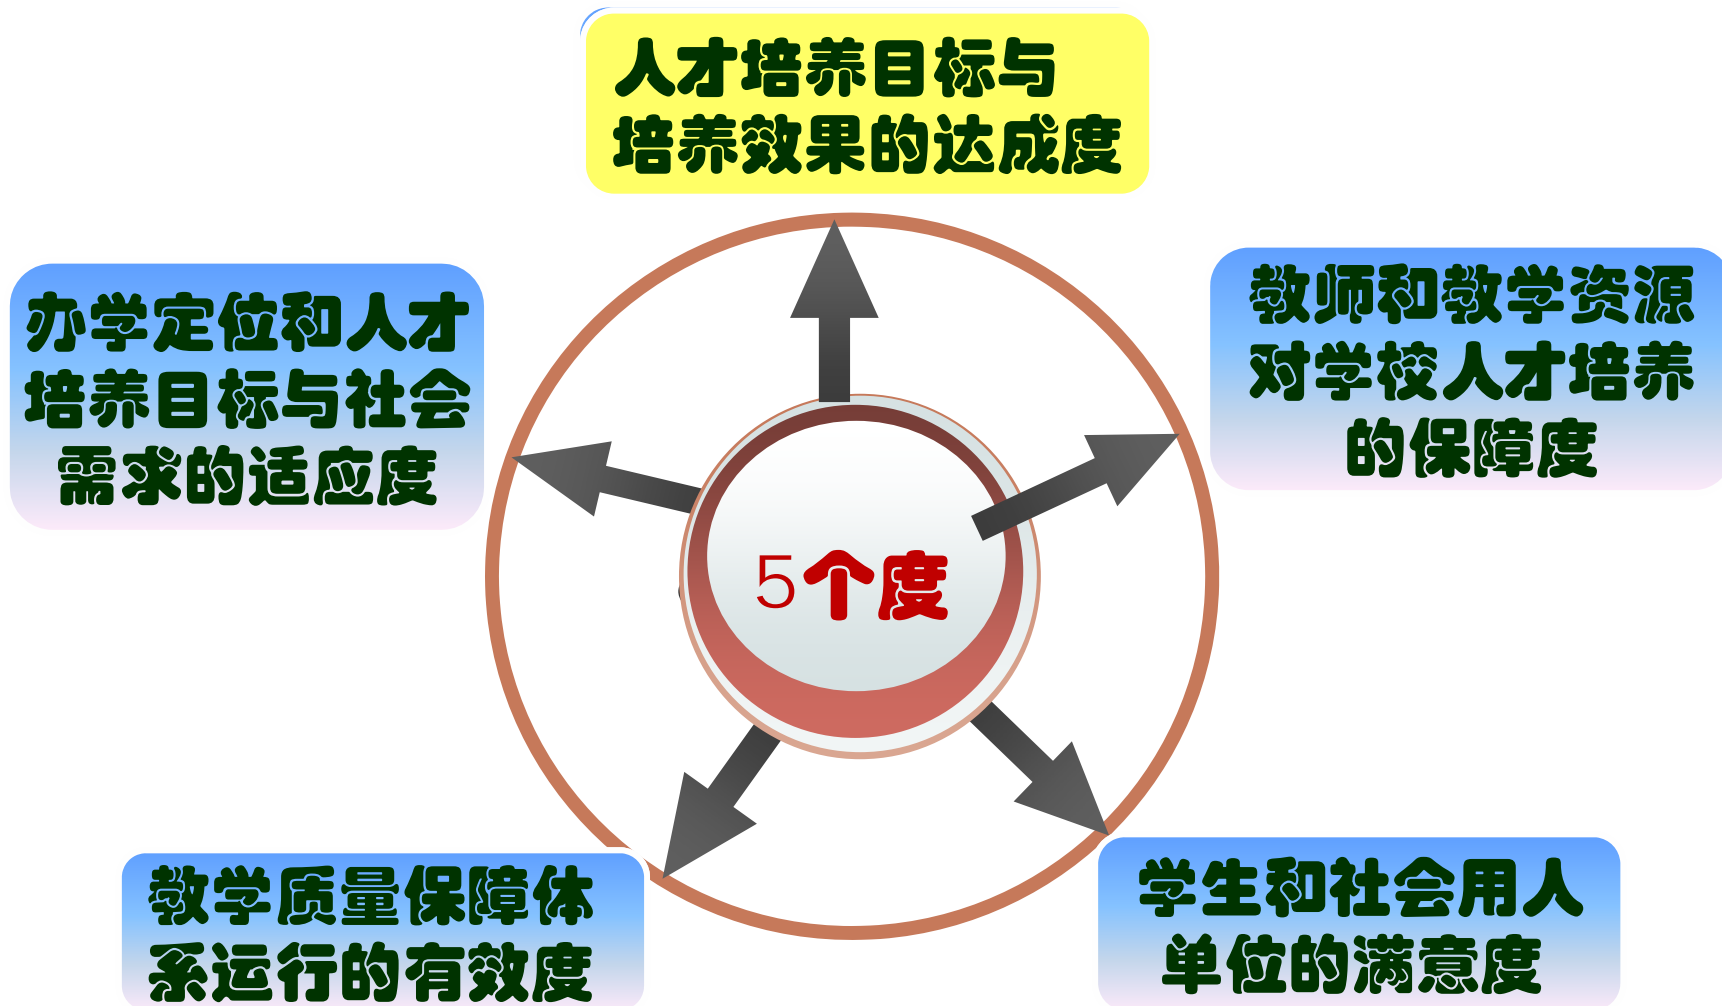 人才培养目标与
培养效果的达成度
办学定位和人才
培养目标与社会
需求的适应度
教师和教学资源
对学校人才培养
的保障度
5个度
教学质量保障体
系运行的有效度
学生和社会用人
单位的满意度